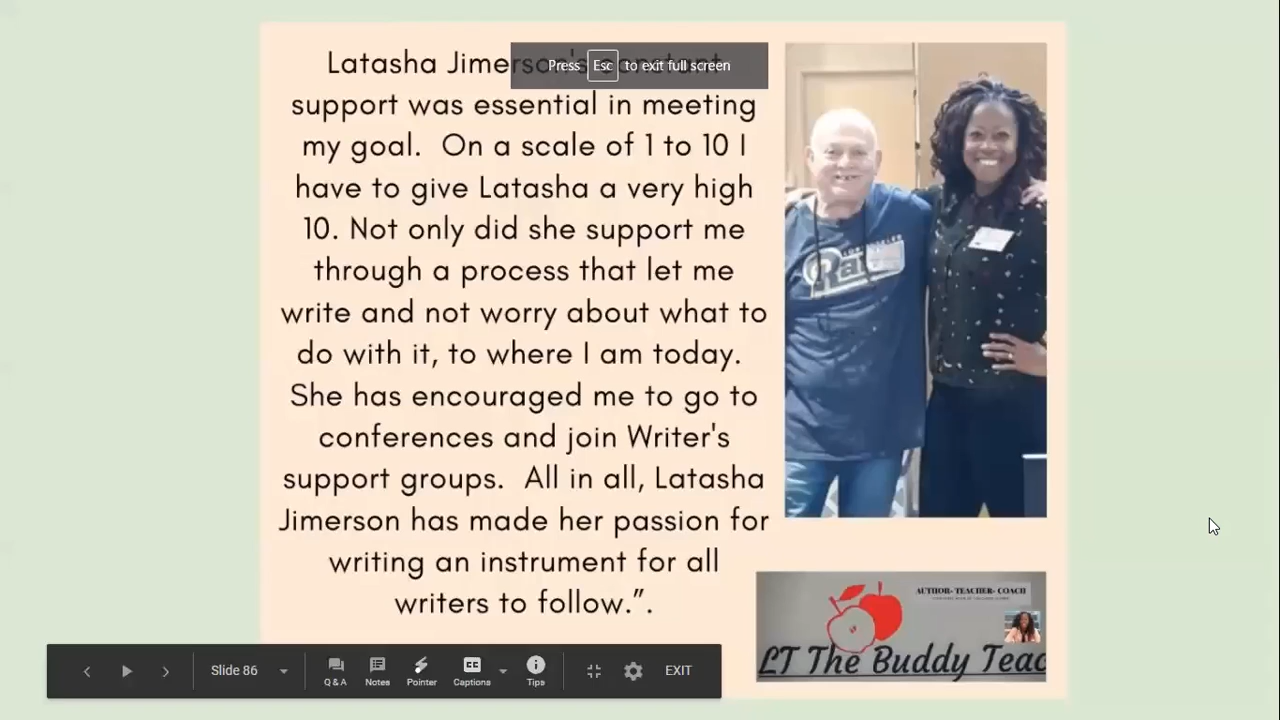 Latasha Jimerson's constant
support was essential in meeting
my goal.  On a scale of 1 to 10 I
have to give Latasha a very high
10. Not only did she support me
through a process that let me
write and not worry about what to
do with it, to where I am today.
She has encouraged me to go to
conferences and join Writer's
support groups.  All in all, Latasha
Jimerson has made her passion for
writing an instrument for all
writers to follow.”.
Press Esc to exit full screen
AUTHOR- TEACHER- COACH
LT The Buddy Teac
Slide 86
Q & A
Notes
Pointer
CC
Captions
Tips
EXIT